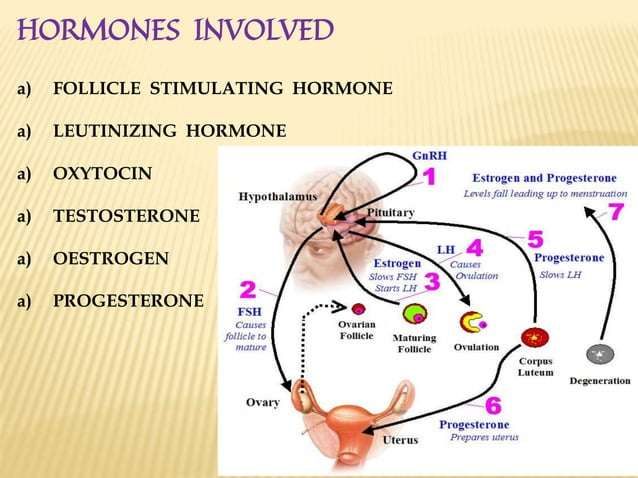 HORMONES INVOLVED
a) FOLLICLE STIMULATING HORMONE
a) LEUTINIZING HORMONE
a) OXYTOCIN
a) TESTOSTERONE
a) OESTROGEN
a) PROGESTERONE
GnRH
1
Hypothalamus
Pituitary
Estrogen and Progesterone
Levels fall leading up to menstruation
7
2
FSH
Causes
follicle to
mature
Estrogen
Slows FSH
Starts LH
3
LH
4
Causes
Ovulation
5
Progesterone
Slows LH
Ovarian
Follicle
Maturing
Follicle
Ovulation
Corpus
Luteum
Degeneration
Ovary
Uterus
6
Progesterone
Prepares uterus